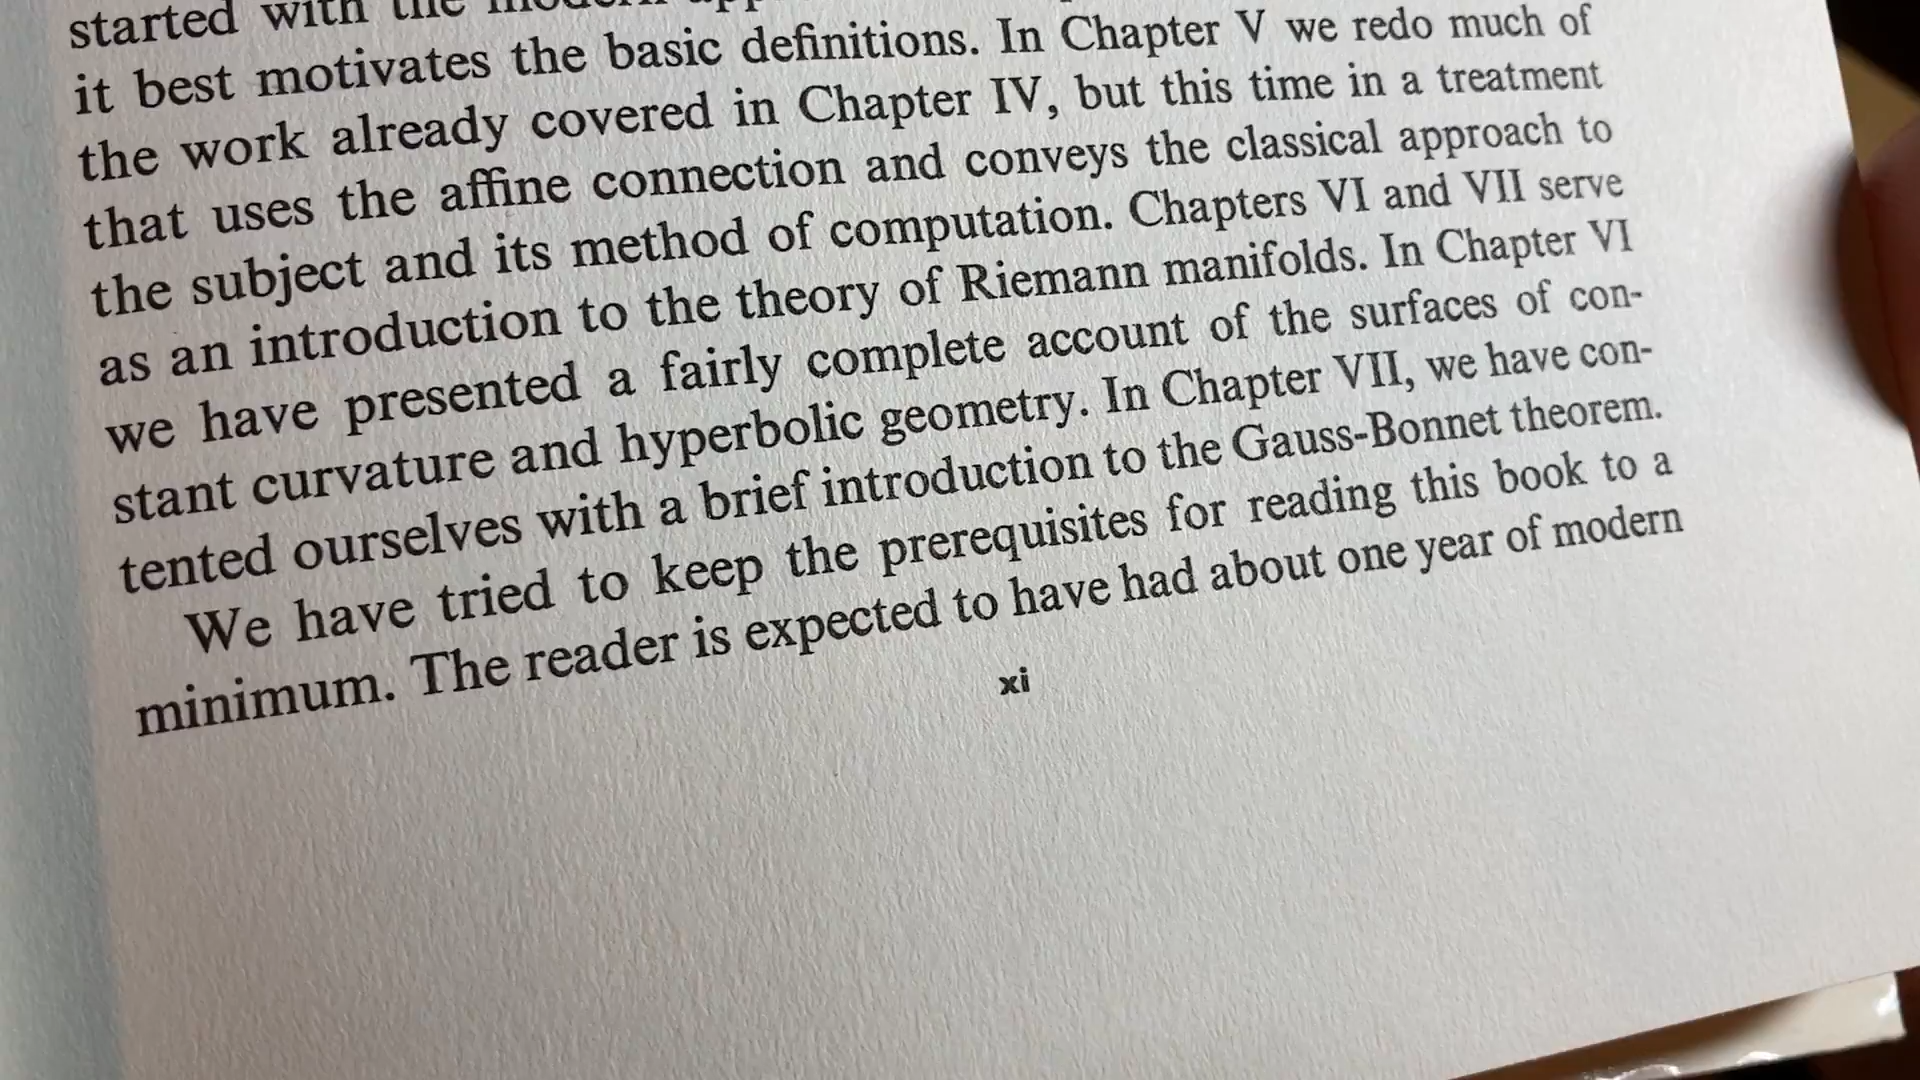 started with the modern
it best motivates the basic definitions. In Chapter V we redo much of
the work already covered in Chapter IV, but this time in a treatment
that uses the affine connection and conveys the classical approach to
the subject and its method of computation. Chapters VI and VII serve
as an introduction to the theory of Riemann manifolds. In Chapter VI
we have presented a fairly complete account of the surfaces of con-
stant curvature and hyperbolic geometry. In Chapter VII, we have con-
tented ourselves with a brief introduction to the Gauss-Bonnet theorem.
We have tried to keep the prerequisites for reading this book to a
minimum. The reader is expected to have had about one year of modern
xi